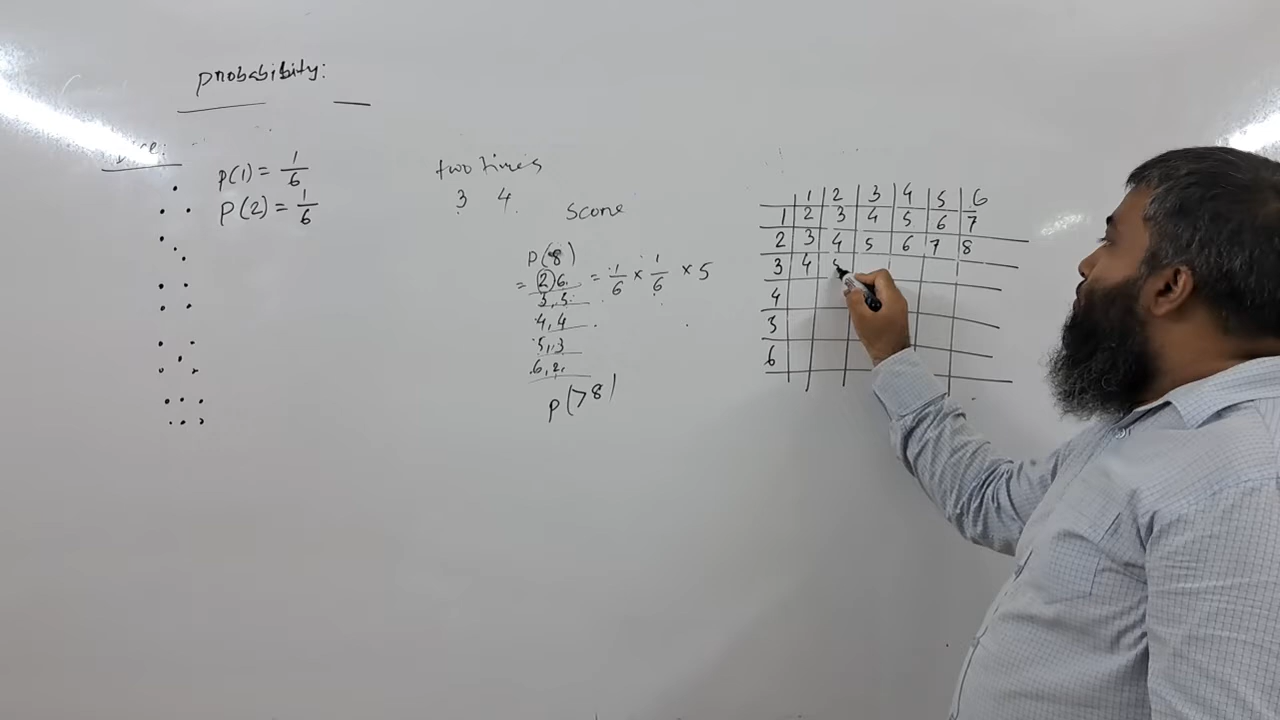 probability:
p(1) = 1/6
p(2) = 1/6
two times
3 4
score
p(8)
= 2 6 = 1/6 × 1/6 × 5
3, 5
4, 4
5, 3
6, 2
p(>8)
1 2 3 4 5 6
1 2 3 4 5 6 7
2 3 4 5 6 7 8
3 4 5
4
5
6